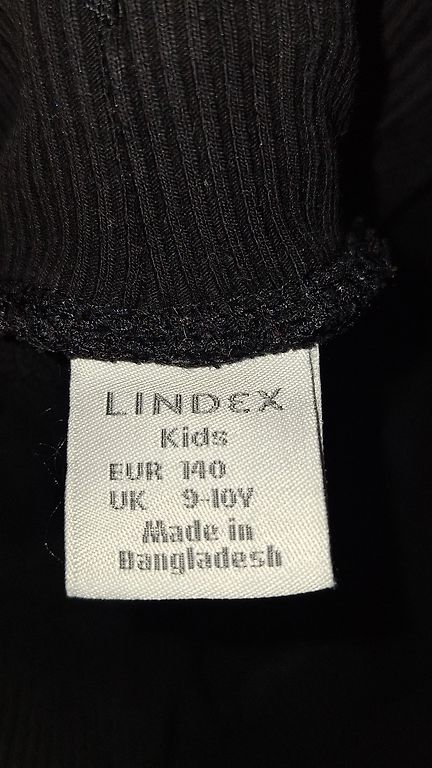 LINDEX
Kids
EUR 140
UK 9-10Y
Made in
Bangladesh